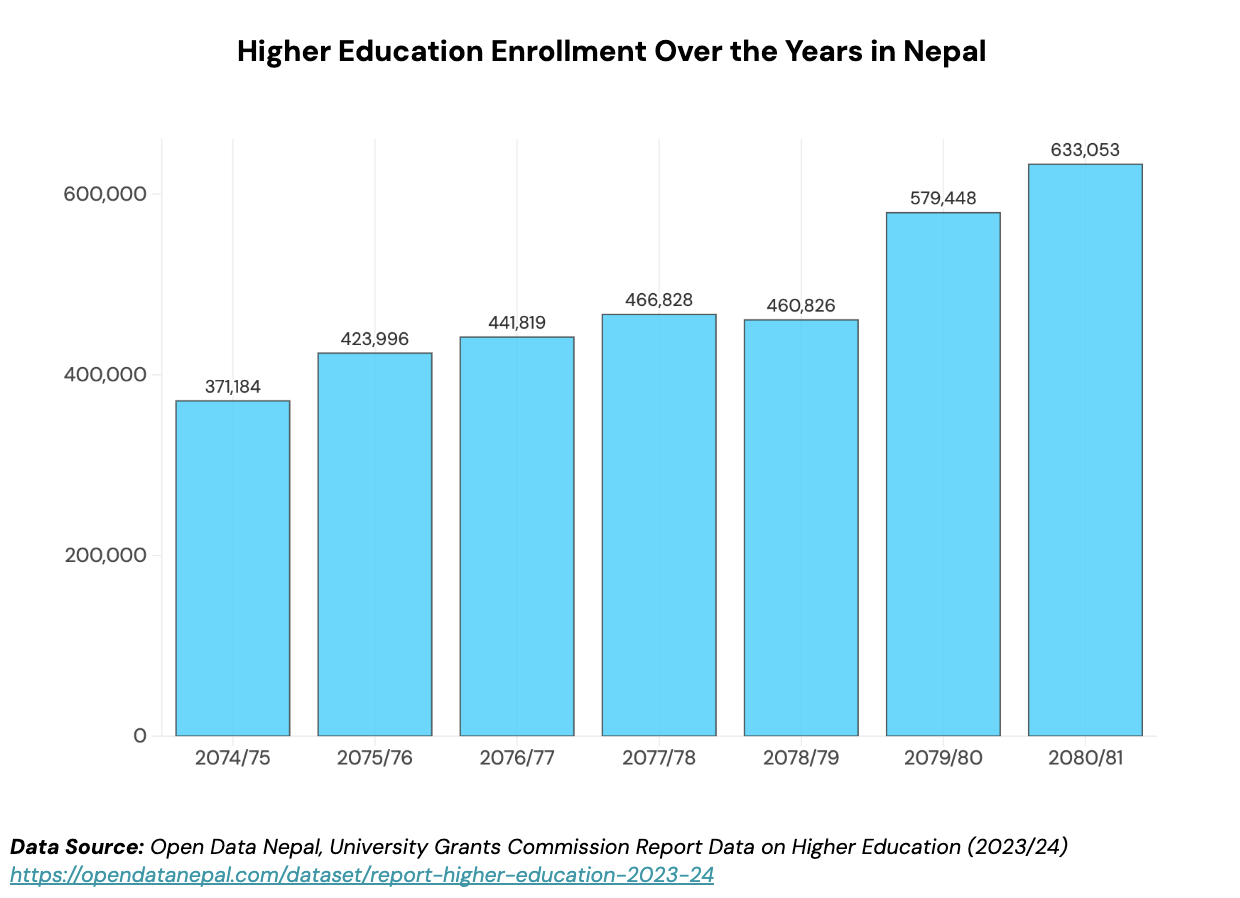 Higher Education Enrollment Over the Years in Nepal
633,053
600,000
579,448
466,828
460,826
441,819
423,996
400,000
371,184
200,000
0
2074/75 2075/76 2076/77 2077/78 2078/79 2079/80 2080/81
Data Source: Open Data Nepal, University Grants Commission Report Data on Higher Education (2023/24)
https://opendatanepal.com/dataset/report-higher-education-2023-24